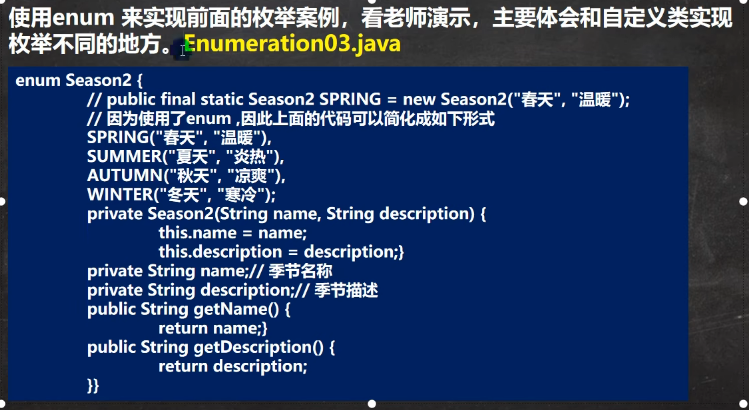 使用enum 来实现前面的枚举案例，看老师演示，主要体会和自定义类实现
枚举不同的地方。Enumeration03.java
enum Season2 {
// public final static Season2 SPRING = new Season2("春天", "温暖");
// 因为使用了enum ,因此上面的代码可以简化成如下形式
SPRING("春天", "温暖"),
SUMMER("夏天", "炎热"),
AUTUMN("秋天", "凉爽"),
WINTER("冬天", "寒冷");
private Season2(String name, String description) {
this.name = name;
this.description = description;}
private String name;// 季节名称
private String description;// 季节描述
public String getName() {
return name;}
public String getDescription() {
return description;
}}